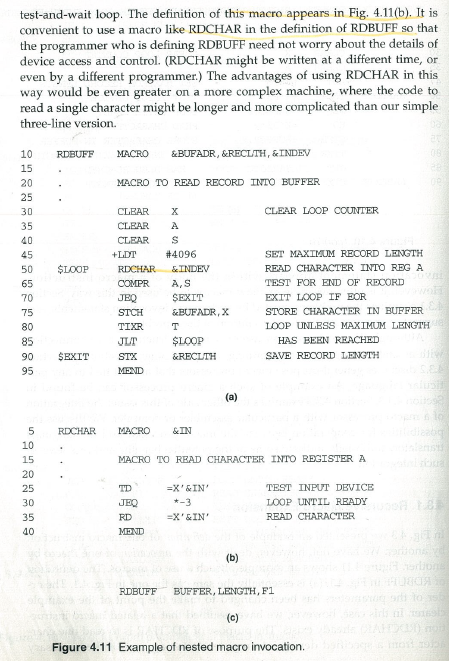 test-and-wait loop. The definition of this macro appears in Fig. 4.11(b). It is
convenient to use a macro like RDCHAR in the definition of RDBUFF so that
the programmer who is defining RDBUFF need not worry about the details of
device access and control. (RDCHAR might be written at a different time, or
even by a different programmer.) The advantages of using RDCHAR in this
way would be even greater on a more complex machine, where the code to
read a single character might be longer and more complicated than our simple
three-line version.
10 RDBUFF MACRO &BUFADR,&RECLTH,&INDEV
15 .
20 . MACRO TO READ RECORD INTO BUFFER
25 .
30 CLEAR X CLEAR LOOP COUNTER
35 CLEAR A
40 CLEAR S
45 +LDT #4096 SET MAXIMUM RECORD LENGTH
50 $LOOP RDCHAR &INDEV READ CHARACTER INTO REG A
65 COMPR A,S TEST FOR END OF RECORD
70 JEQ $EXIT EXIT LOOP IF EOR
75 STCH &BUFADR,X STORE CHARACTER IN BUFFER
80 TIXR T LOOP UNLESS MAXIMUM LENGTH
85 JLT $LOOP HAS BEEN REACHED
90 $EXIT STX &RECLTH SAVE RECORD LENGTH
95 MEND
(a)
5 RDCHAR MACRO &IN
10 .
15 . MACRO TO READ CHARACTER INTO REGISTER A
20 .
25 TD =X'&IN' TEST INPUT DEVICE
30 JEQ *-3 LOOP UNTIL READY
35 RD =X'&IN' READ CHARACTER
40 MEND
(b)
RDBUFF BUFFER,LENGTH,F1
(c)
Figure 4.11 Example of nested macro invocation.